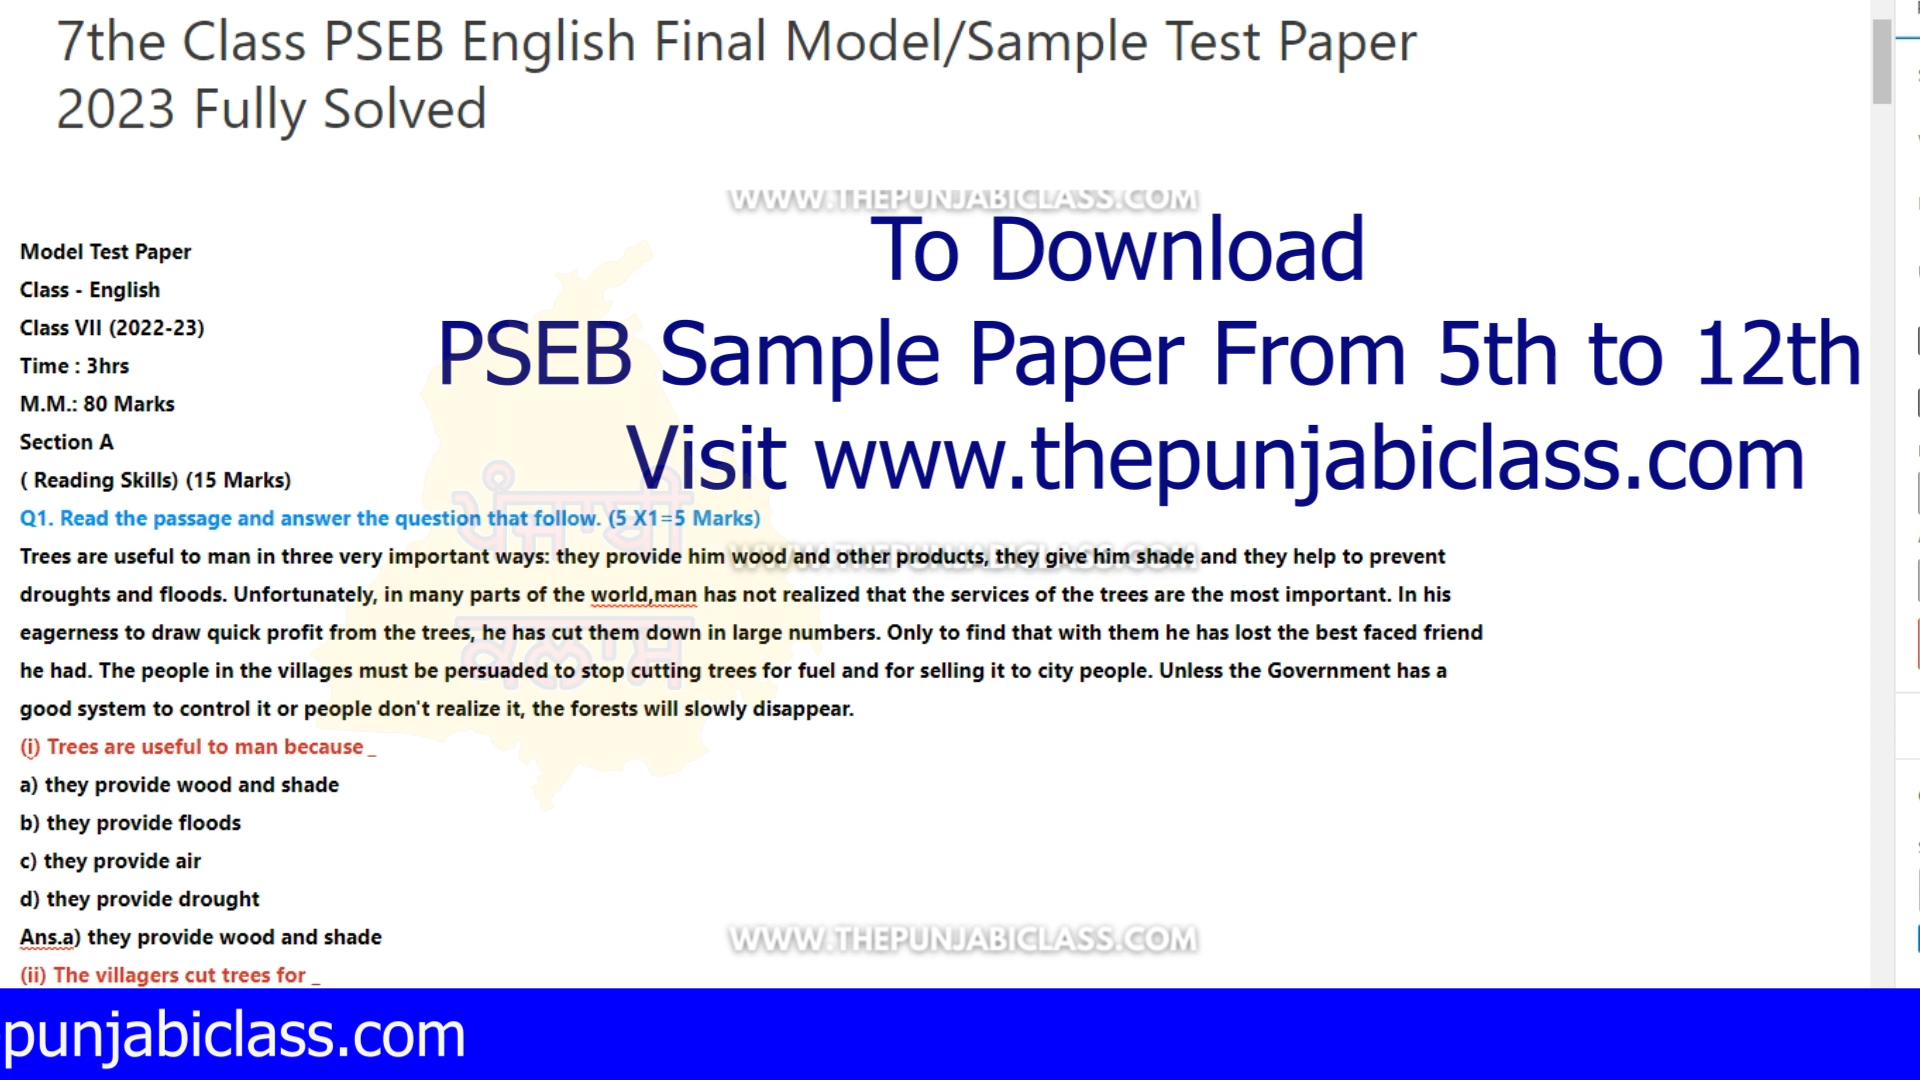 7the Class PSEB English Final Model/Sample Test Paper
2023 Fully Solved
WWW.THEPUNJABICLASS.COM
To Download
PSEB Sample Paper From 5th to 12th
Visit www.thepunjabiclass.com
Model Test Paper
Class - English
Class VII (2022-23)
Time : 3hrs
M.M.: 80 Marks
Section A
( Reading Skills) (15 Marks)
ਪੰਜਾਬੀ
Q1. Read the passage and answer the question that follow. (5 X1=5 Marks)
WWW.THEPUNJABICLASS.COM
Trees are useful to man in three very important ways: they provide him wood and other products, they give him shade and they help to prevent
droughts and floods. Unfortunately, in many parts of the world,man has not realized that the services of the trees are the most important. In his
eagerness to draw quick profit from the trees, he has cut them down in large numbers. Only to find that with them he has lost the best faced friend
ਕਲਾਸ
he had. The people in the villages must be persuaded to stop cutting trees for fuel and for selling it to city people. Unless the Government has a
good system to control it or people don't realize it, the forests will slowly disappear.
(i) Trees are useful to man because _
a) they provide wood and shade
b) they provide floods
c) they provide air
d) they provide drought
Ans.a) they provide wood and shade
WWW.THEPUNJABICLASS.COM
(ii) The villagers cut trees for _
punjabiclass.com